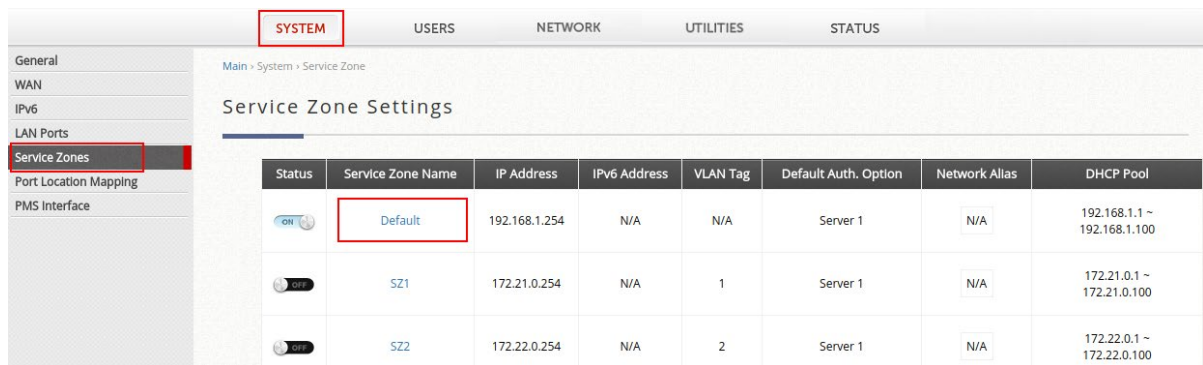 SYSTEM USERS NETWORK UTILITIES STATUS
General
WAN
IPv6
LAN Ports
Service Zones
Port Location Mapping
PMS Interface
Main › System › Service Zone
Service Zone Settings
Status Service Zone Name IP Address IPv6 Address VLAN Tag Default Auth. Option Network Alias DHCP Pool
ON Default 192.168.1.254 N/A N/A Server 1 N/A 192.168.1.1 ~
192.168.1.100
OFF SZ1 172.21.0.254 N/A 1 Server 1 N/A 172.21.0.1 ~
172.21.0.100
OFF SZ2 172.22.0.254 N/A 2 Server 1 N/A 172.22.0.1 ~
172.22.0.100